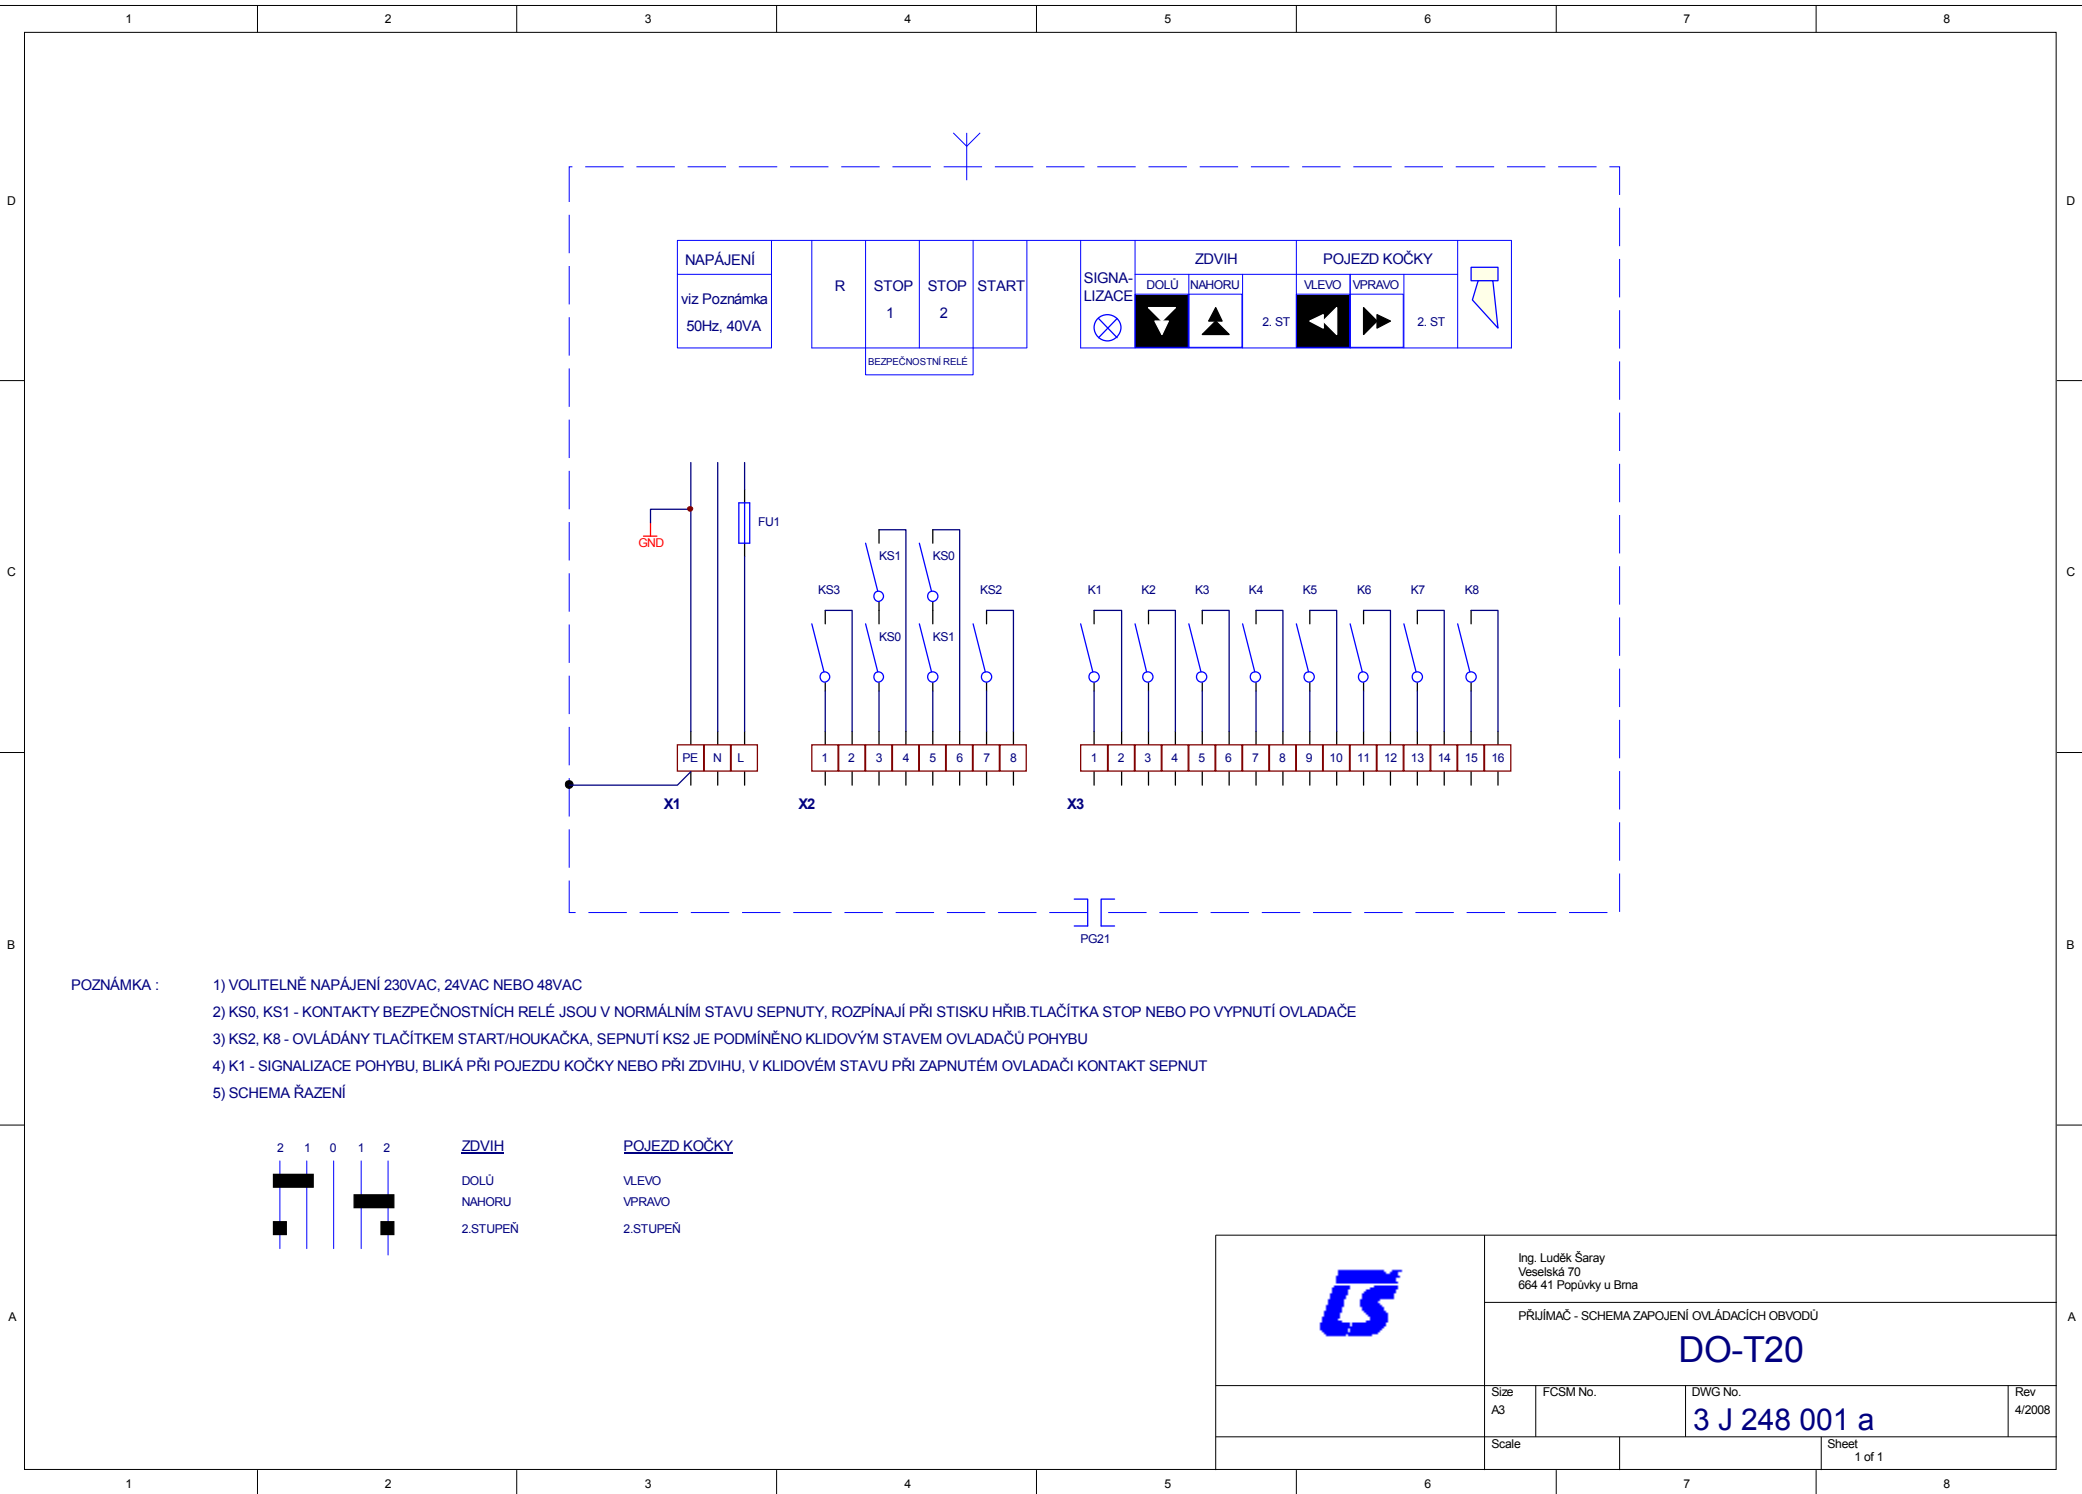 1 2 3 4 5 6 7 8
D D
NAPÁJENÍ
viz Poznámka
50Hz, 40VA
R
STOP
1
STOP
2
START
BEZPEČNOSTNÍ RELÉ
SIGNA-
LIZACE
ZDVIH
DOLŮ NAHORU
2. ST
POJEZD KOČKY
VLEVO VPRAVO
2. ST
GND
FU1
C C
KS1 KS0
KS3 KS2 K1 K2 K3 K4 K5 K6 K7 K8
KS0 KS1
PE N L 1 2 3 4 5 6 7 8 1 2 3 4 5 6 7 8 9 10 11 12 13 14 15 16
X1 X2 X3
PG21
B B
POZNÁMKA : 1) VOLITELNĚ NAPÁJENÍ 230VAC, 24VAC NEBO 48VAC
2) KS0, KS1 - KONTAKTY BEZPEČNOSTNÍCH RELÉ JSOU V NORMÁLNÍM STAVU SEPNUTY, ROZPÍNAJÍ PŘI STISKU HŘIB.TLAČÍTKA STOP NEBO PO VYPNUTÍ OVLADAČE
3) KS2, K8 - OVLÁDÁNY TLAČÍTKEM START/HOUKAČKA, SEPNUTÍ KS2 JE PODMÍNĚNO KLIDOVÝM STAVEM OVLADAČŮ POHYBU
4) K1 - SIGNALIZACE POHYBU, BLIKÁ PŘI POJEZDU KOČKY NEBO PŘI ZDVIHU, V KLIDOVÉM STAVU PŘI ZAPNUTÉM OVLADAČI KONTAKT SEPNUT
5) SCHEMA ŘAZENÍ
2 1 0 1 2 ZDVIH POJEZD KOČKY
DOLŮ VLEVO
NAHORU VPRAVO
2.STUPEŇ 2.STUPEŇ
A A
LŠ
Ing. Luděk Šaray
Veselská 70
664 41 Popůvky u Brna
PŘIJÍMAČ - SCHEMA ZAPOJENÍ OVLÁDACÍCH OBVODŮ
DO-T20
Size FCSM No. DWG No. Rev
A3 3 J 248 001 a 4/2008
Scale Sheet
1 of 1
1 2 3 4 5 6 7 8